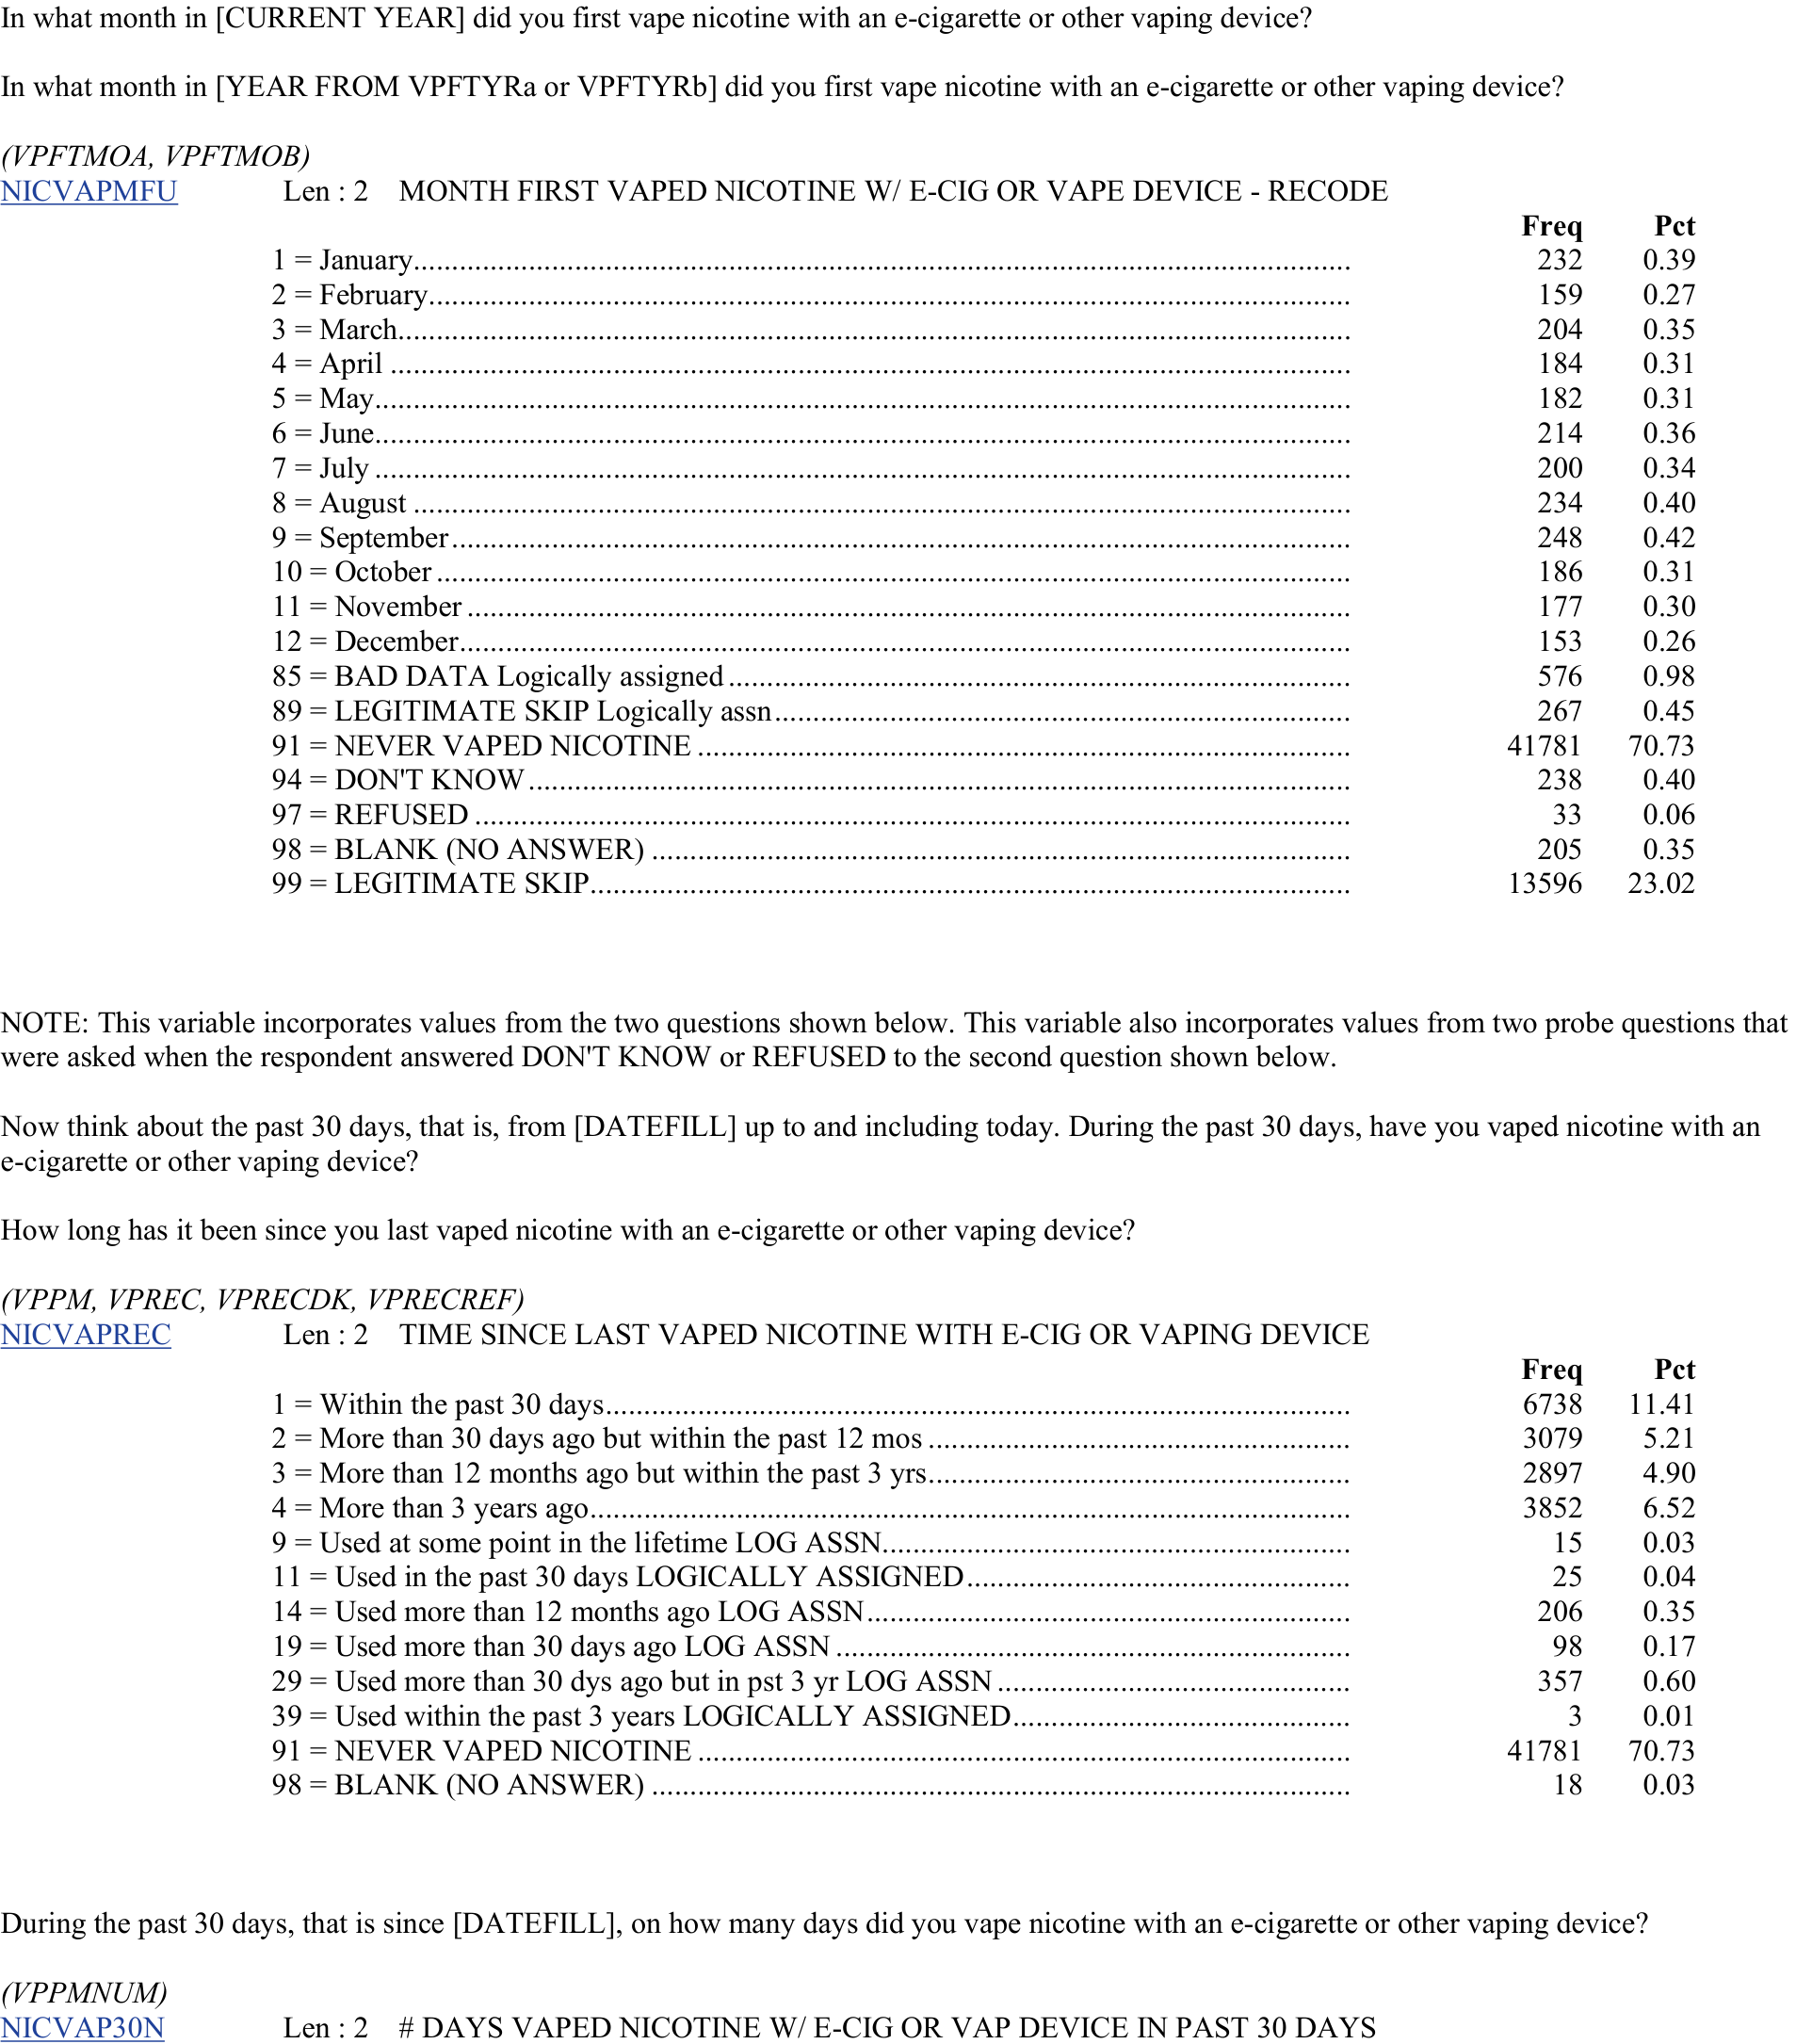 In what month in [CURRENT YEAR] did you first vape nicotine with an e-cigarette or other vaping device?
In what month in [YEAR FROM VPFTYRa or VPFTYRb] did you first vape nicotine with an e-cigarette or other vaping device?
(VPFTMOA, VPFTMOB)
NICVAPMFU Len : 2 MONTH FIRST VAPED NICOTINE W/ E-CIG OR VAPE DEVICE - RECODE
Freq Pct
1 = January 232 0.39
2 = February 159 0.27
3 = March 204 0.35
4 = April 184 0.31
5 = May 182 0.31
6 = June 214 0.36
7 = July 200 0.34
8 = August 234 0.40
9 = September 248 0.42
10 = October 186 0.31
11 = November 177 0.30
12 = December 153 0.26
85 = BAD DATA Logically assigned 576 0.98
89 = LEGITIMATE SKIP Logically assn 267 0.45
91 = NEVER VAPED NICOTINE 41781 70.73
94 = DON'T KNOW 238 0.40
97 = REFUSED 33 0.06
98 = BLANK (NO ANSWER) 205 0.35
99 = LEGITIMATE SKIP 13596 23.02
NOTE: This variable incorporates values from the two questions shown below. This variable also incorporates values from two probe questions that
were asked when the respondent answered DON'T KNOW or REFUSED to the second question shown below.
Now think about the past 30 days, that is, from [DATEFILL] up to and including today. During the past 30 days, have you vaped nicotine with an
e-cigarette or other vaping device?
How long has it been since you last vaped nicotine with an e-cigarette or other vaping device?
(VPPM, VPREC, VPRECDK, VPRECREF)
NICVAPREC Len : 2 TIME SINCE LAST VAPED NICOTINE WITH E-CIG OR VAPING DEVICE
Freq Pct
1 = Within the past 30 days 6738 11.41
2 = More than 30 days ago but within the past 12 mos 3079 5.21
3 = More than 12 months ago but within the past 3 yrs 2897 4.90
4 = More than 3 years ago 3852 6.52
9 = Used at some point in the lifetime LOG ASSN 15 0.03
11 = Used in the past 30 days LOGICALLY ASSIGNED 25 0.04
14 = Used more than 12 months ago LOG ASSN 206 0.35
19 = Used more than 30 days ago LOG ASSN 98 0.17
29 = Used more than 30 dys ago but in pst 3 yr LOG ASSN 357 0.60
39 = Used within the past 3 years LOGICALLY ASSIGNED 3 0.01
91 = NEVER VAPED NICOTINE 41781 70.73
98 = BLANK (NO ANSWER) 18 0.03
During the past 30 days, that is since [DATEFILL], on how many days did you vape nicotine with an e-cigarette or other vaping device?
(VPPMNUM)
NICVAP30N Len : 2 # DAYS VAPED NICOTINE W/ E-CIG OR VAP DEVICE IN PAST 30 DAYS